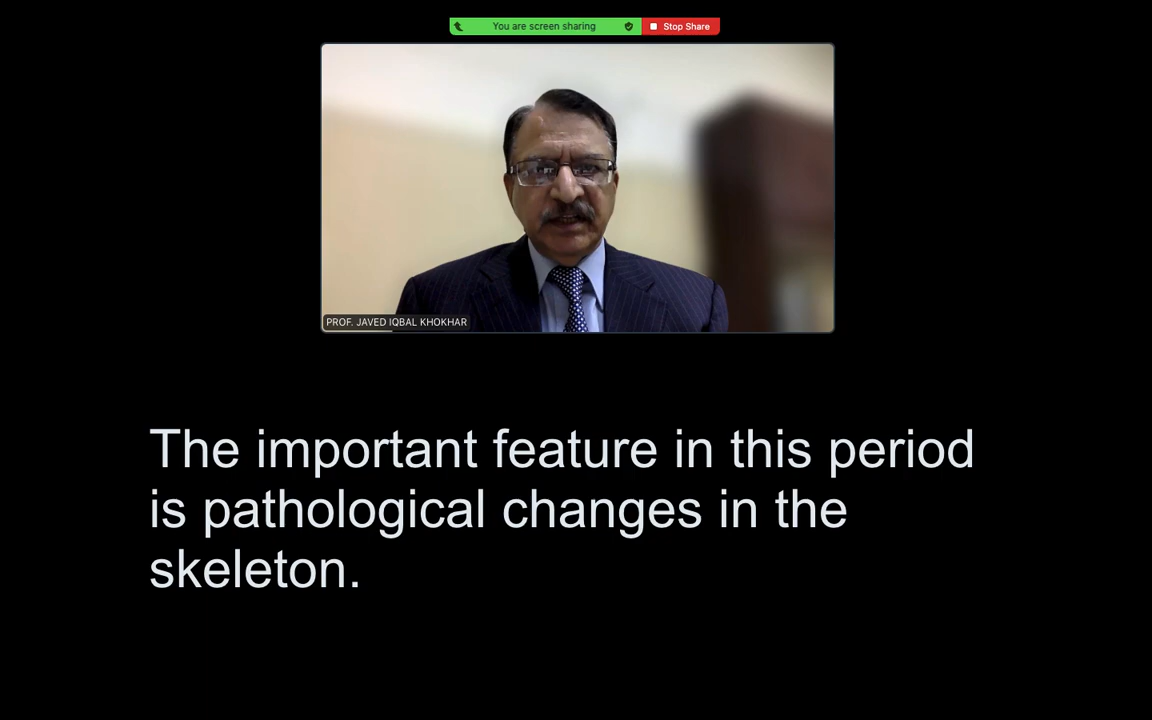 You are screen sharing
Stop Share
PROF. JAVED IQBAL KHOKHAR
The important feature in this period
is pathological changes in the
skeleton.